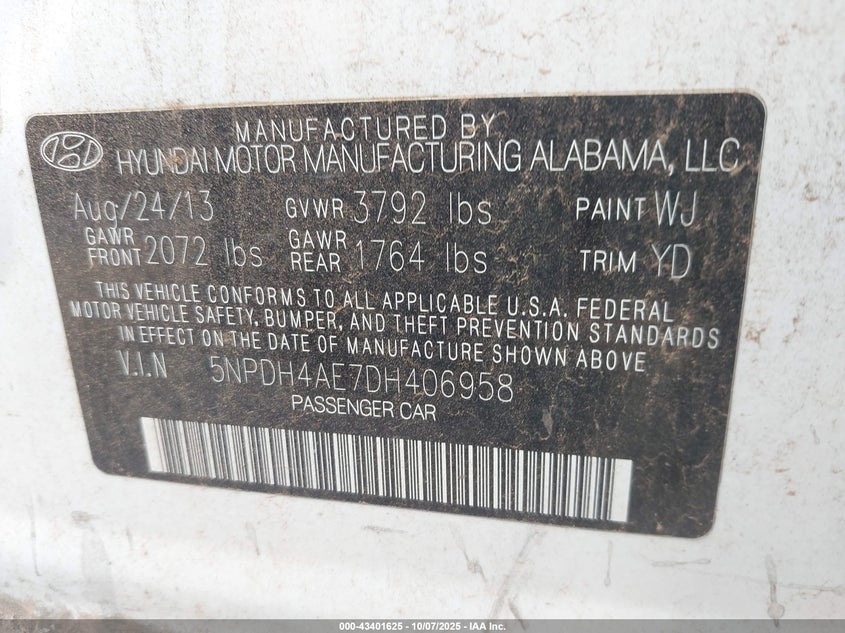 MANUFACTURED BY
HYUNDAI MOTOR MANUFACTURING ALABAMA, LLC
Aug/24/13 GVWR 3792 lbs PAINT WJ
GAWR FRONT 2072 lbs GAWR REAR 1764 lbs TRIM YD
THIS VEHICLE CONFORMS TO ALL APPLICABLE U.S.A. FEDERAL
MOTOR VEHICLE SAFETY, BUMPER, AND THEFT PREVENTION STANDARDS
IN EFFECT ON THE DATE OF MANUFACTURE SHOWN ABOVE
V.I.N 5NPDH4AE7DH406958
PASSENGER CAR
000-43401625 - 10/07/2025 - IAA Inc.